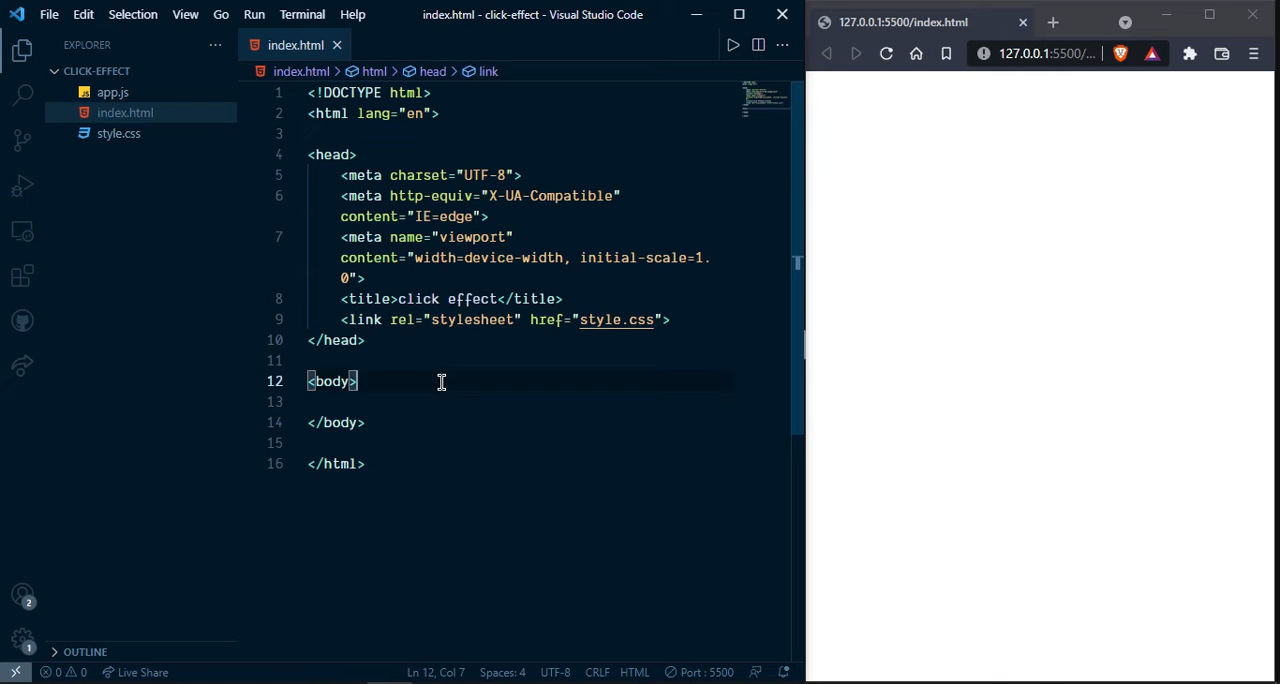 File Edit Selection View Go Run Terminal Help index.html - click-effect - Visual Studio Code
EXPLORER
CLICK-EFFECT
JS app.js
index.html
style.css
index.html
index.html > html > head > link
1 <!DOCTYPE html>
2 <html lang="en">
3
4 <head>
5 <meta charset="UTF-8">
6 <meta http-equiv="X-UA-Compatible"
content="IE=edge">
7 <meta name="viewport"
content="width=device-width, initial-scale=1.
0">
8 <title>click effect</title>
9 <link rel="stylesheet" href="style.css">
10 </head>
11
12 <body>
13
14 </body>
15
16 </html>
2
1
OUTLINE
0 0 Live Share Ln 12, Col 7 Spaces: 4 UTF-8 CRLF HTML Port : 5500
127.0.0.1:5500/index.html
127.0.0.1:5500/...